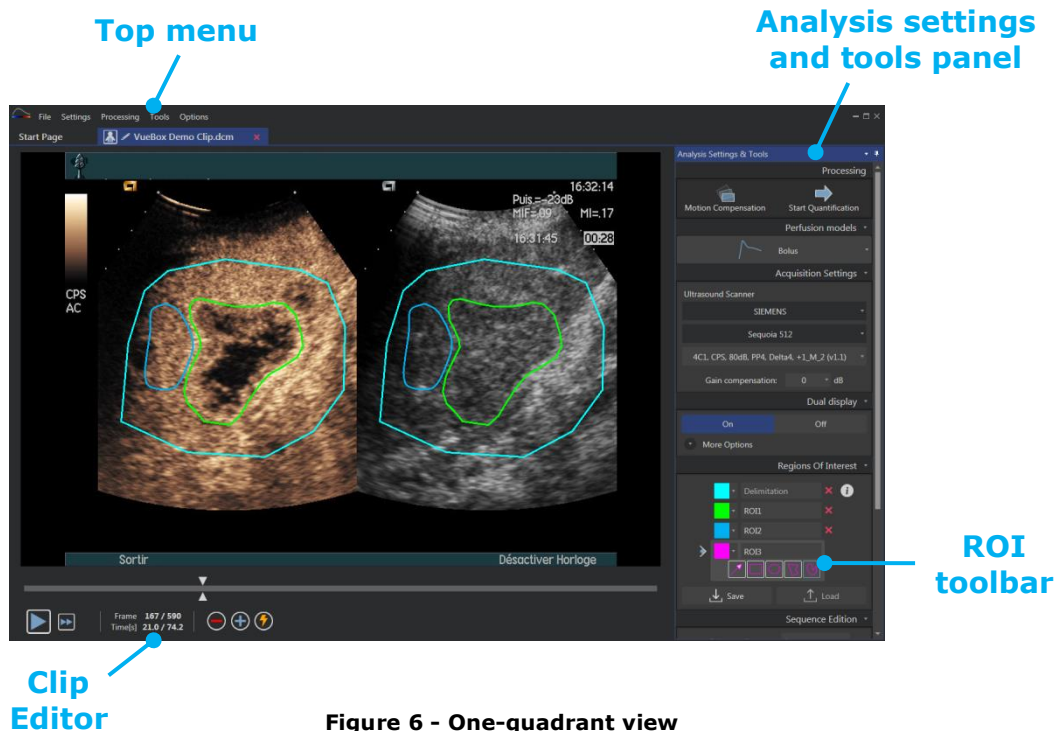 Top menu
Analysis settings
and tools panel
File Settings Processing Tools Options
Start Page
VueBox Demo Clip.dcm
Analysis Settings & Tools
Processing
Motion Compensation Start Quantification
Perfusion models
Bolus
Acquisition Settings
Ultrasound Scanner
SIEMENS
Sequoia 512
4C1, CPS, 80dB, PP4, Delta4, +1_M_2 (v1.1)
Gain compensation: 0 dB
Dual display
On Off
More Options
Regions Of Interest
Delimitation
ROI1
ROI2
ROI3
Save Load
Sequence Edition
16:32:14
Puis.=-23dB
MIF=.09 MI=.17
16:31:45 00:28
CPS
AC
Sortir Désactiver Horloge
Frame 167 / 590
Time[s] 21.0 / 74.2
ROI
toolbar
Clip
Editor
Figure 6 - One-quadrant view